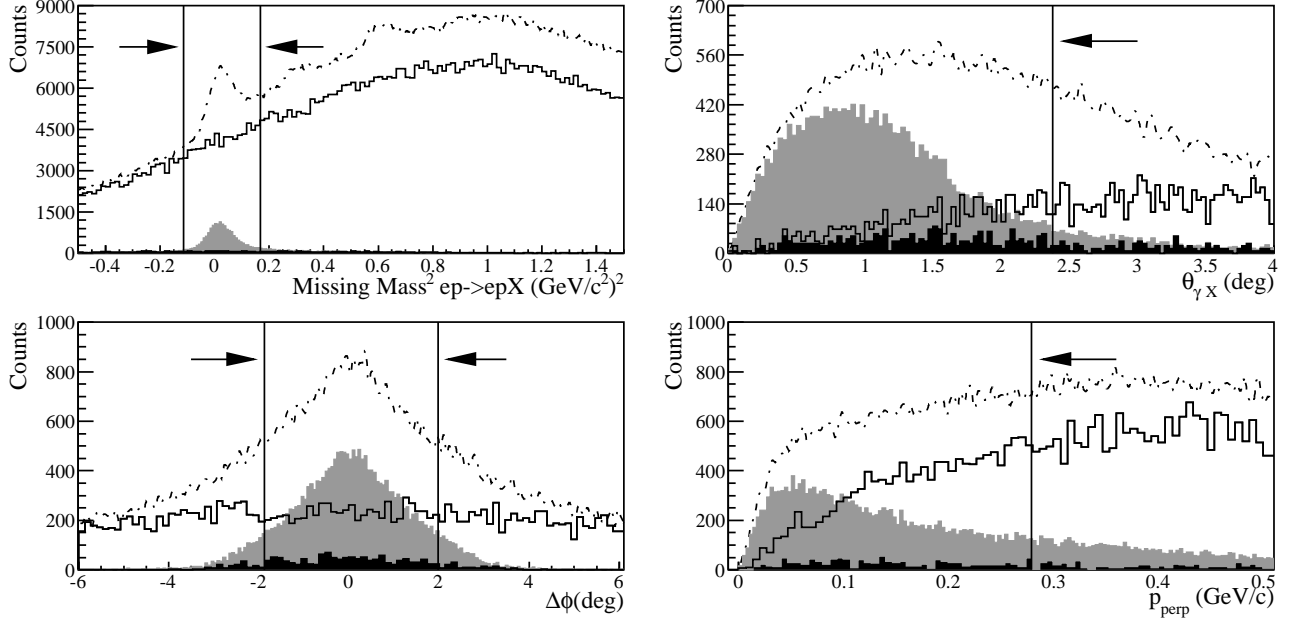 Counts
9000
7500
6000
4500
3000
1500
0
-0.4 -0.2 0 0.2 0.4 0.6 0.8 1 1.2 1.4
Missing Mass² ep->epX (GeV/c²)²
Counts
700
560
420
280
140
0
0 0.5 1 1.5 2 2.5 3 3.5 4
θγ X (deg)
Counts
1000
800
600
400
200
0
-6 -4 -2 0 2 4 6
Δϕ(deg)
Counts
1000
800
600
400
200
0
0 0.1 0.2 0.3 0.4 0.5
pperp (GeV/c)